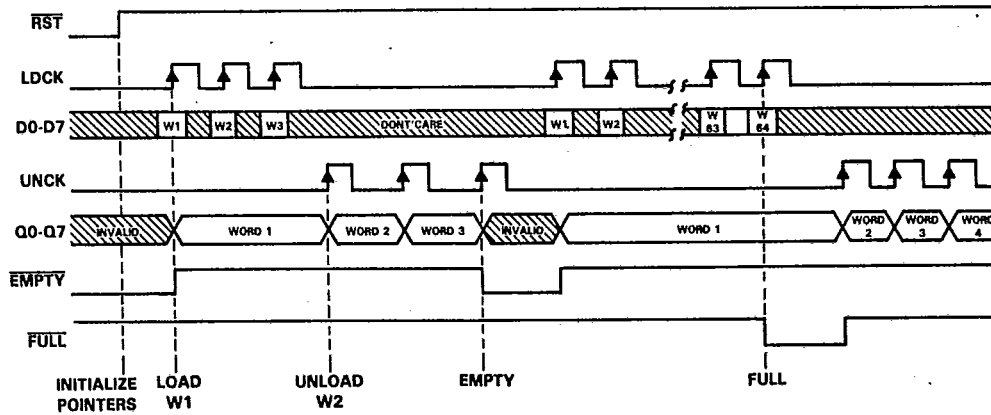 RST
LDCK
D0-D7 W1 W2 W3 DONT CARE W1 W2 W 63 W 64
UNCK
Q0-Q7 INVALID WORD 1 WORD 2 WORD 3 INVALID WORD 1 WORD 2 WORD 3 WORD 4
EMPTY
FULL
INITIALIZE POINTERS LOAD W1 UNLOAD W2 EMPTY FULL